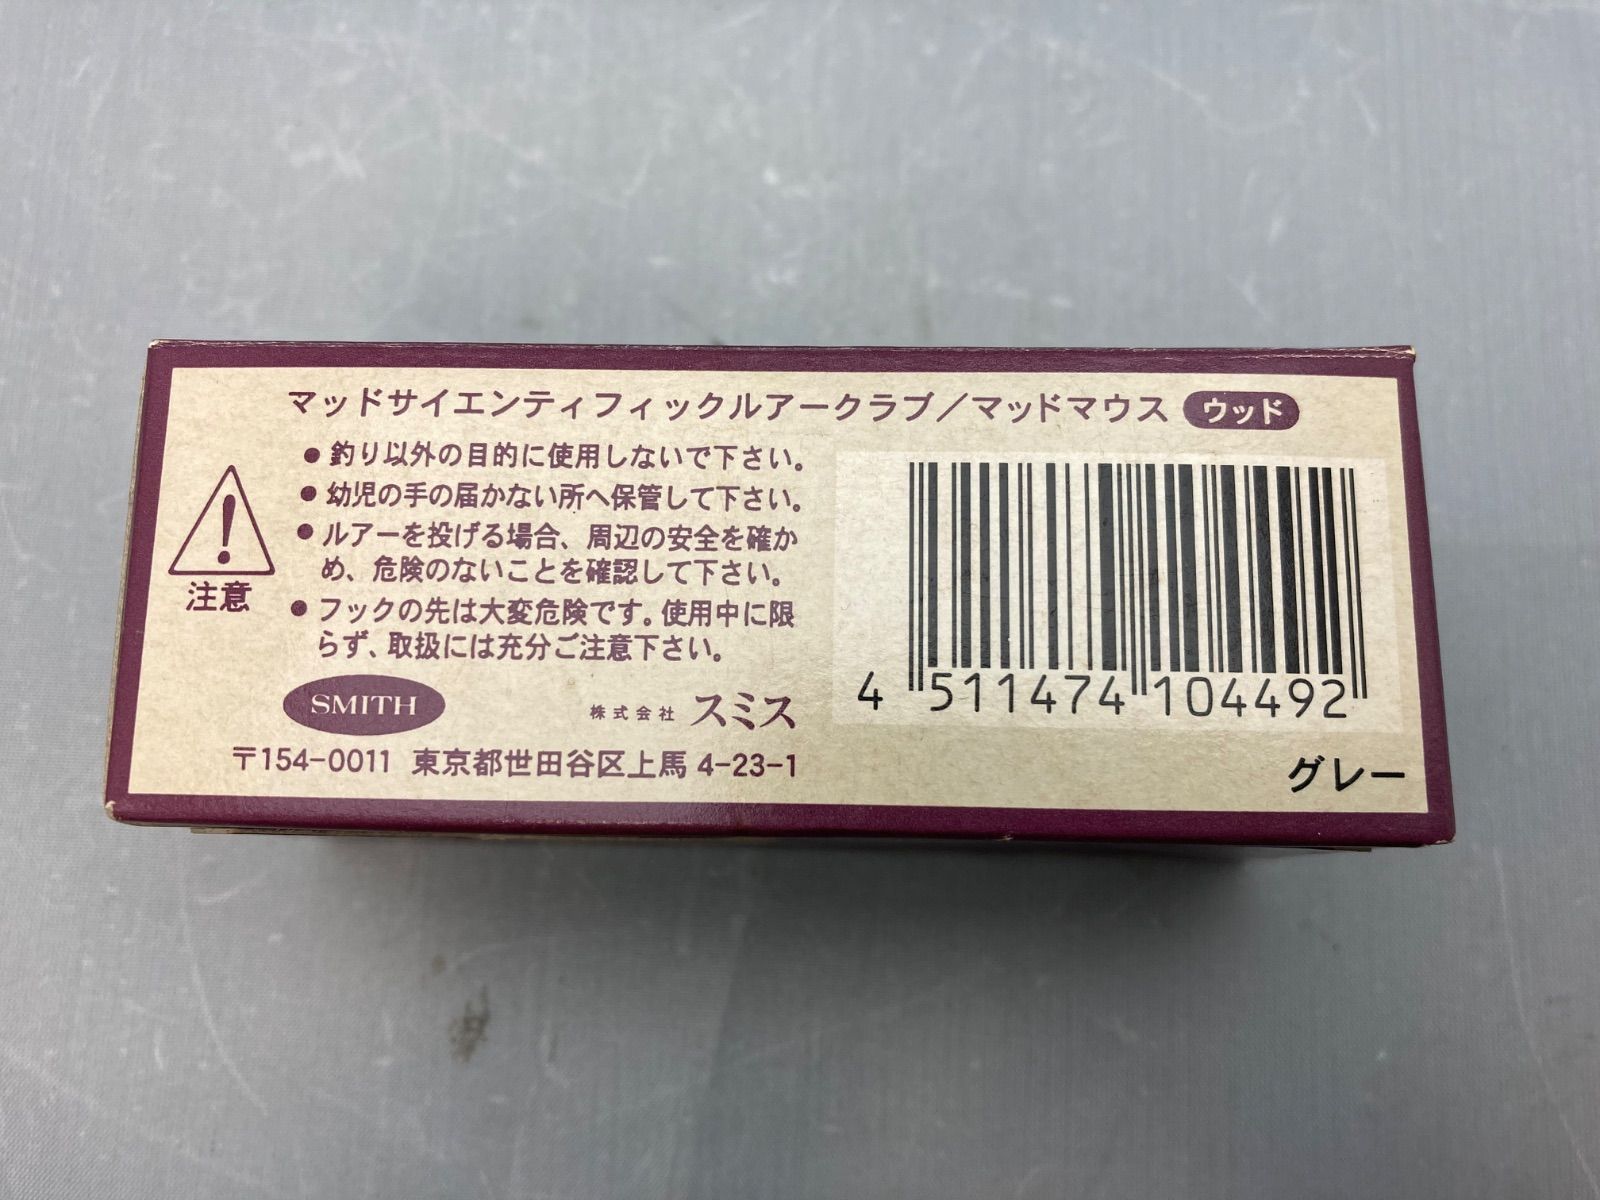 マッドサイエンティフィックルアークラブ/マッドマウス ウッド
●釣り以外の目的に使用しないで下さい。
●幼児の手の届かない所へ保管して下さい。
●ルアーを投げる場合、周辺の安全を確か
め、危険のないことを確認して下さい。
●フックの先は大変危険です。使用中に限
らず、取扱には充分ご注意下さい。
注意
SMITH 株式会社 スミス
〒154-0011 東京都世田谷区上馬 4-23-1
4 511474 104492
グレー